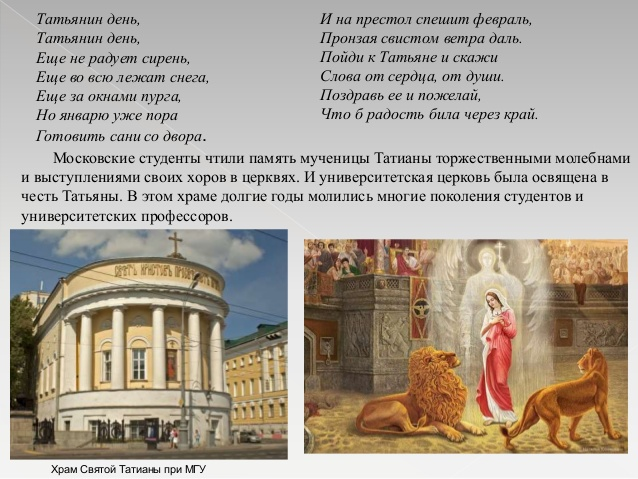 Татьянин день,
Татьянин день,
Еще не радует сирень,
Еще во всю лежат снега,
Еще за окнами пурга,
Но январю уже пора
Готовить сани со двора.
И на престол спешит февраль,
Пронзая свистом ветра даль.
Пойди к Татьяне и скажи
Слова от сердца, от души.
Поздравь ее и пожелай,
Что б радость била через край.
Московские студенты чтили память мученицы Татианы торжественными молебнами
и выступлениями своих хоров в церквях. И университетская церковь была освящена в
честь Татьяны. В этом храме долгие годы молились многие поколения студентов и
университетских профессоров.
Храм Святой Татианы при МГУ